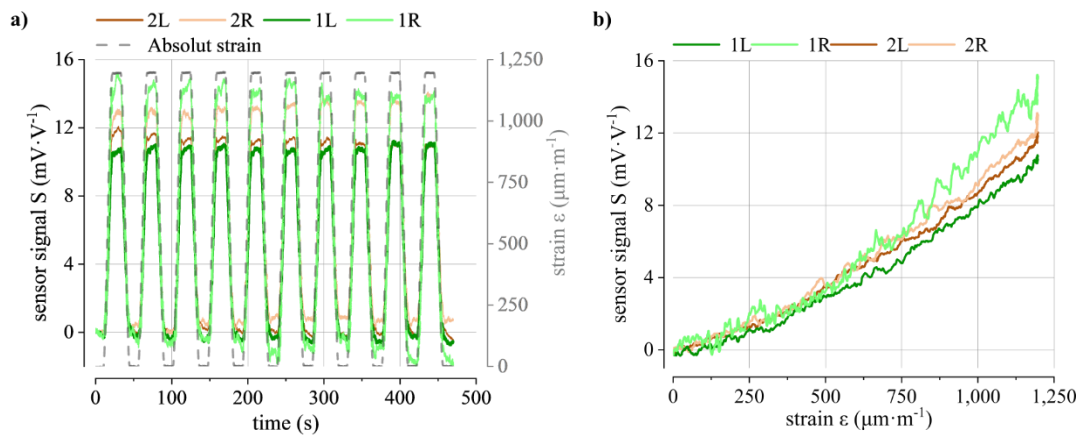 a)
2L 2R 1L 1R
Absolut strain
16
12
8
4
0
sensor signal S (mV·V⁻¹)
1,200
1,000
750
500
250
0
strain ε (μm·m⁻¹)
0 100 200 300 400 500
time (s)
b)
1L 1R 2L 2R
16
12
8
4
0
sensor signal S (mV·V⁻¹)
0 250 500 750 1,000 1,250
strain ε (μm·m⁻¹)